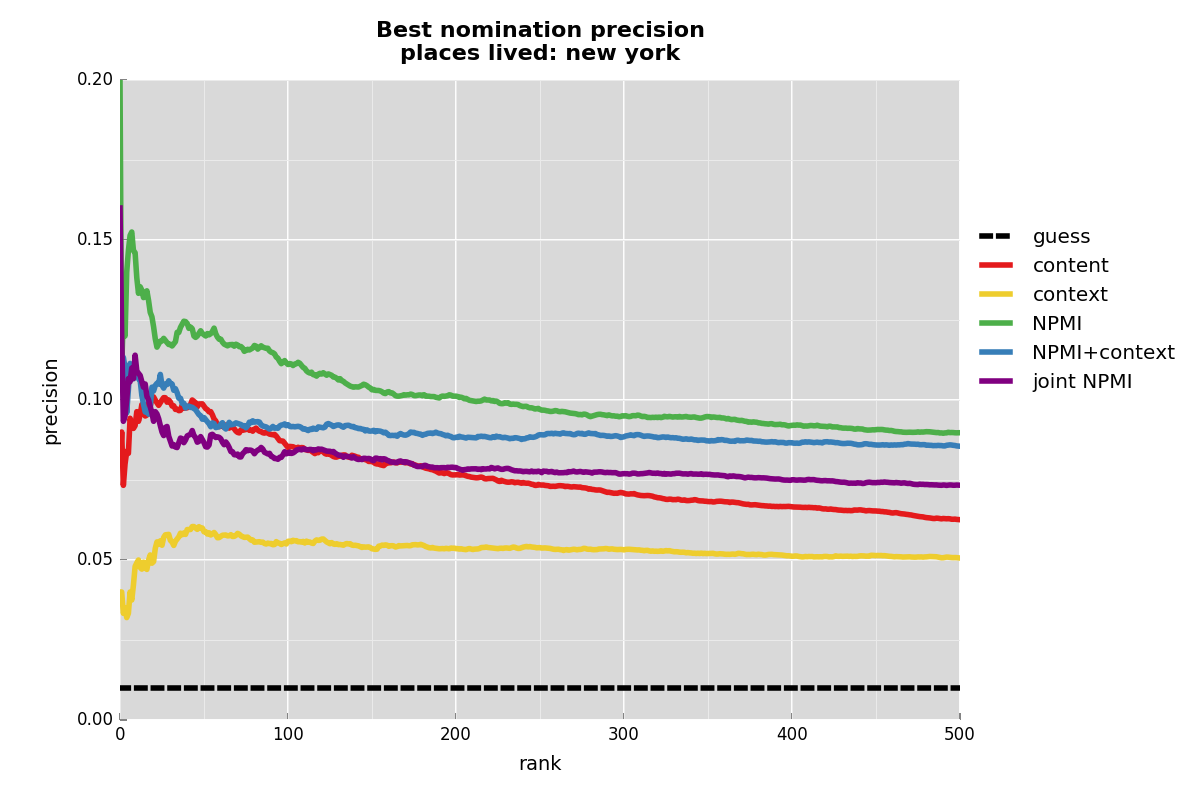 Best nomination precision
places lived: new york
0.20
0.15
0.10
0.05
0.00
precision
0 100 200 300 400 500
rank
guess
content
context
NPMI
NPMI+context
joint NPMI